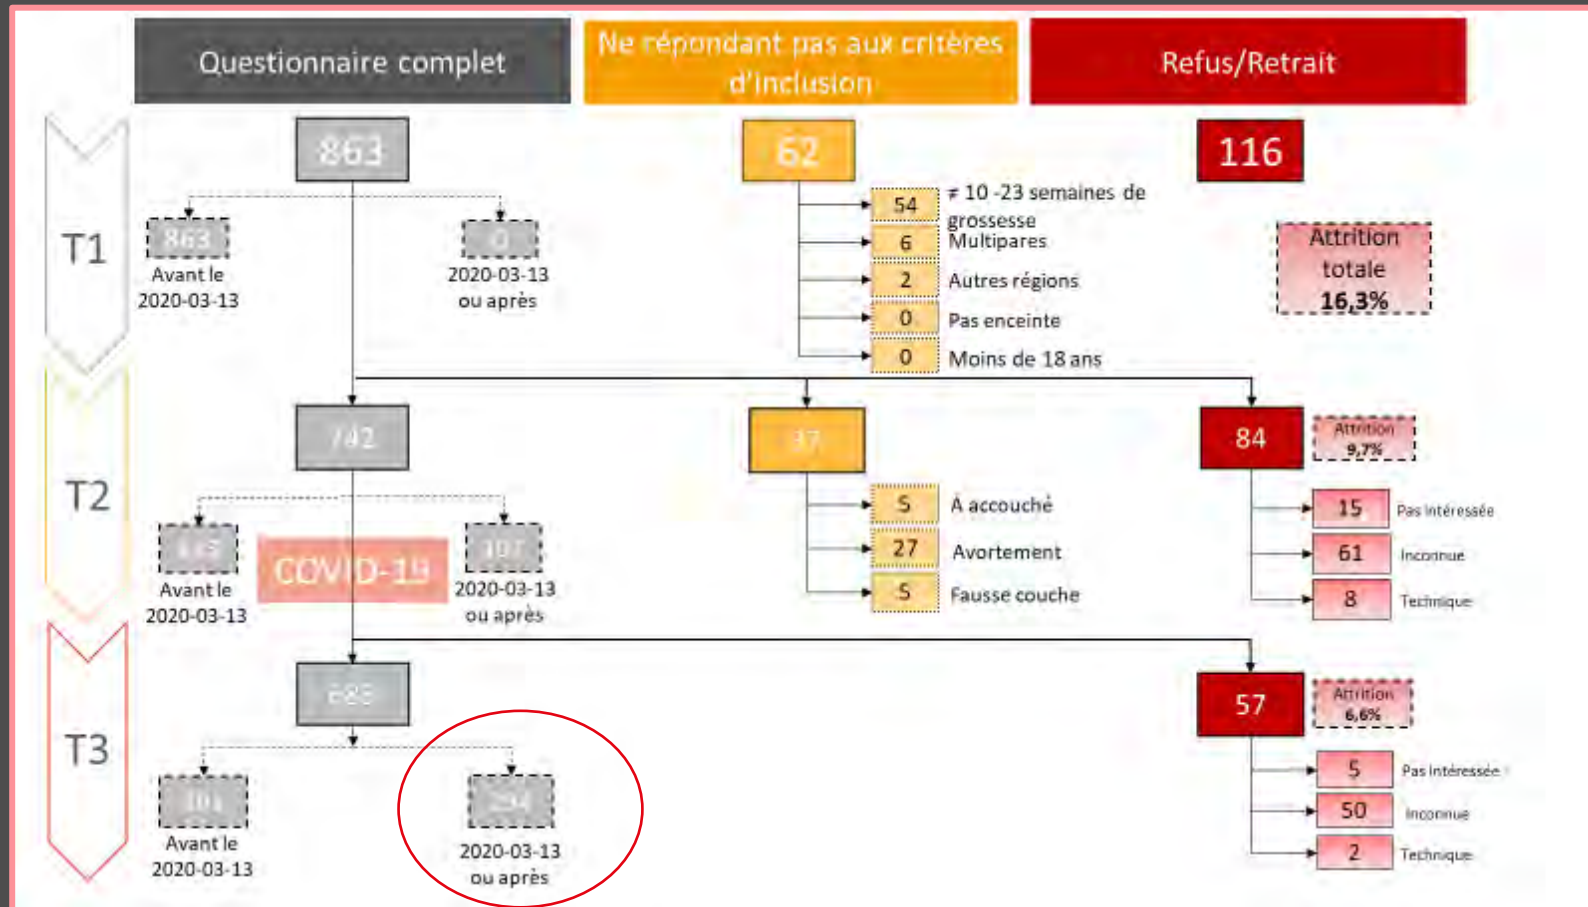 Questionnaire complet
Ne répondant pas aux critères
d'inclusion
Refus/Retrait
T1
863
863
Avant le
2020-03-13
0
2020-03-13
ou après
62
54
≠ 10 -23 semaines de
grossesse
6
Multipares
2
Autres régions
0
Pas enceinte
0
Moins de 18 ans
116
Attrition
totale
16,3%
T2
742
Avant le
2020-03-13
COVID-19
2020-03-13
ou après
37
5
A accouché
27
Avortement
5
Fausse couche
84
Attrition
9,7%
15
Pas intéressée
61
Inconnue
8
Technique
T3
685
Avant le
2020-03-13
2020-03-13
ou après
57
Attrition
6,6%
5
Pas intéressée
50
Inconnue
2
Technique